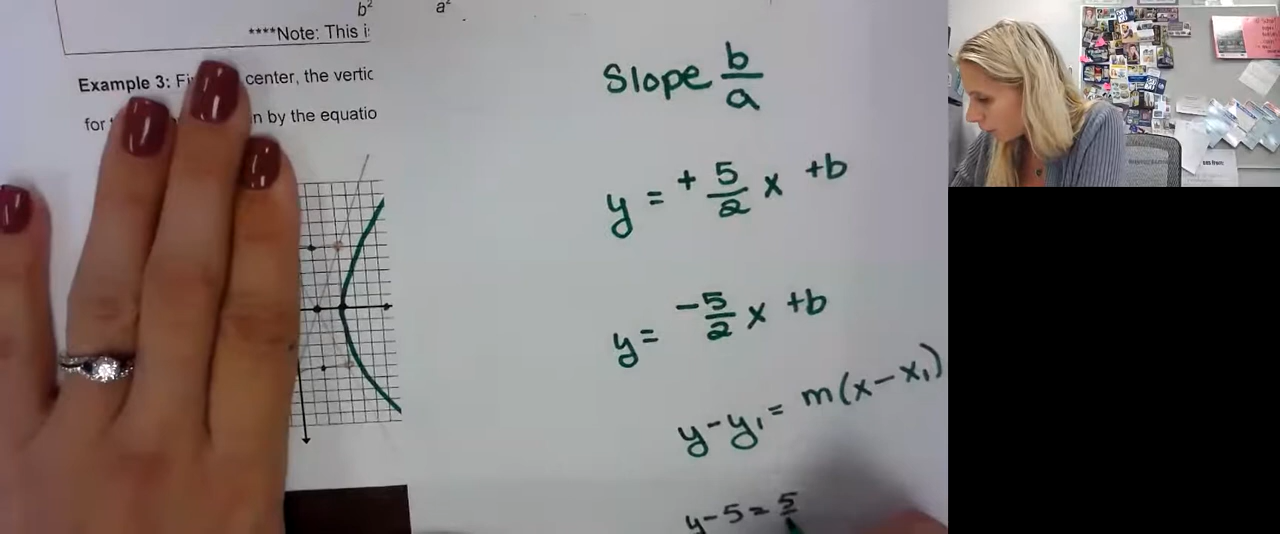 b² a²
****Note: This i
Example 3: Fi center, the vertic
for n by the equatio
Slope b/a
y = + 5/2 x + b
y = -5/2 x + b
y - y₁ = m(x - x₁)
y - 5 = 5